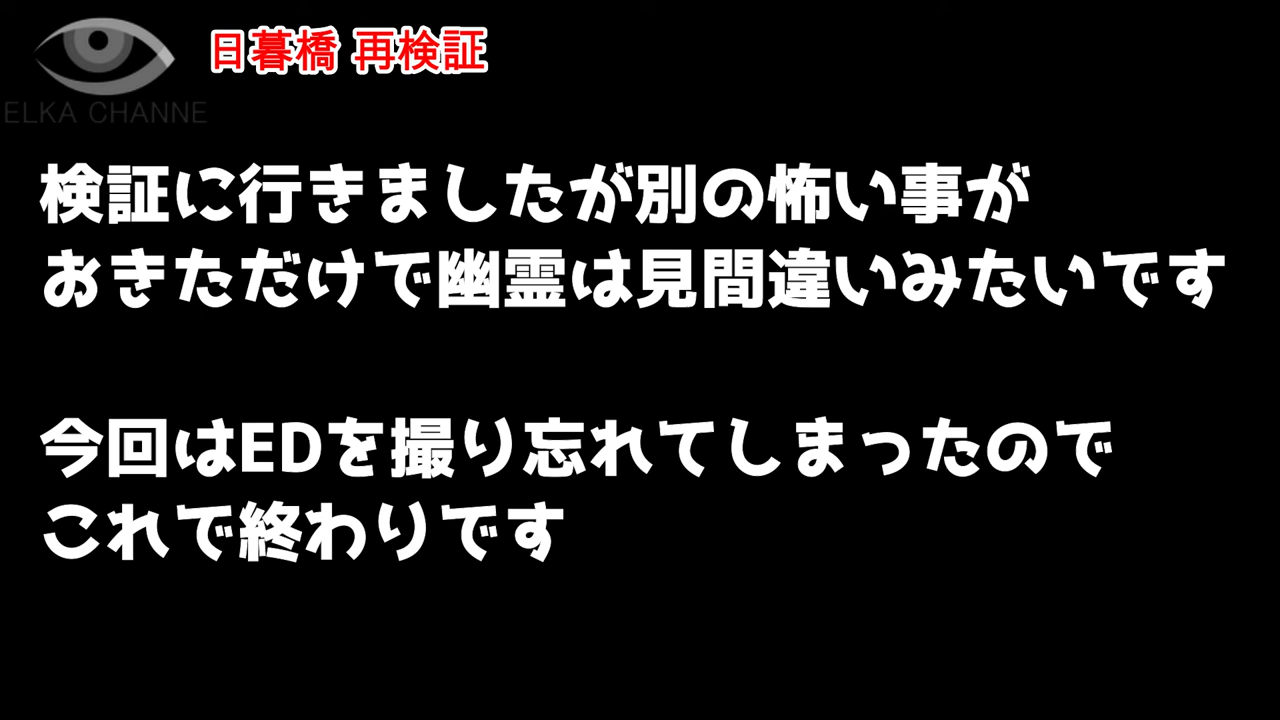 日暮橋 再検証
ELKA CHANNE
検証に行きましたが別の怖い事が
おきただけで幽霊は見間違いみたいです
今回はEDを撮り忘れてしまったので
これで終わりです